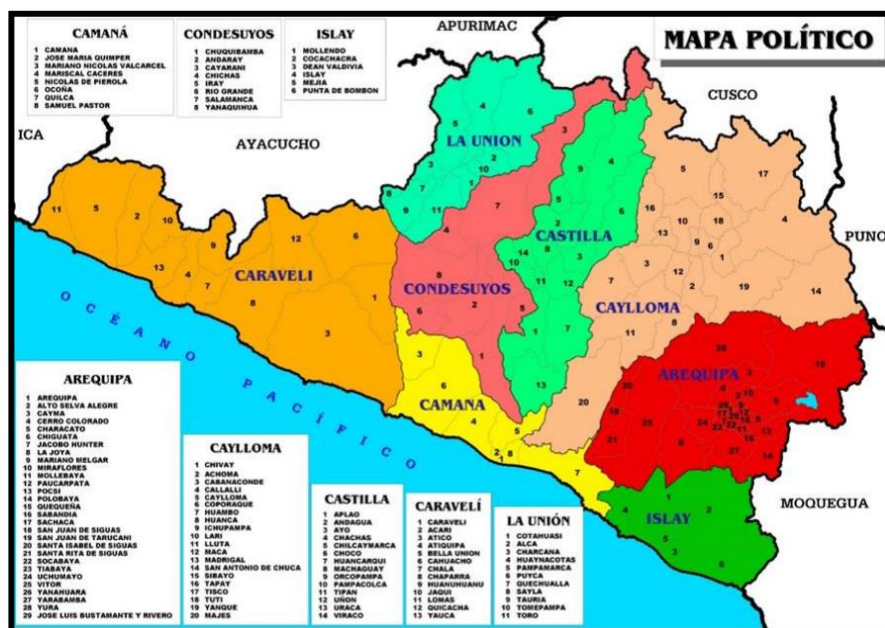 MAPA POLÍTICO
CAMANÁ
1 CAMANA
2 JOSE MARIA QUIMPER
3 MARIANO NICOLAS VALCARCEL
4 MARISCAL CACERES
5 NICOLAS DE PIEROLA
6 OCOÑA
7 QUILCA
8 SAMUEL PASTOR
CONDESUYOS
1 CHUQUIBAMBA
2 ANDARAY
3 CAYARANI
4 CHICHAS
5 IRAY
6 RIO GRANDE
7 SALAMANCA
8 YANAQUIHUA
ISLAY
1 MOLLENDO
2 COCACHACRA
3 DEAN VALDIVIA
4 ISLAY
5 MEJIA
6 PUNTA DE BOMBON
APURIMAC
CUSCO
ICA
AYACUCHO
PUNO
MOQUEGUA
LA UNION
CASTILLA
CARAVELI
CONDESUYOS
CAYLLOMA
AREQUIPA
CAMANA
ISLAY
OCÉANO PACÍFICO
AREQUIPA
1 AREQUIPA
2 ALTO SELVA ALEGRE
3 CAYMA
4 CERRO COLORADO
5 CHARACATO
6 CHIGUATA
7 JACOBO HUNTER
8 LA JOYA
9 MARIANO MELGAR
10 MIRAFLORES
11 MOLLEBAYA
12 PAUCARPATA
13 POCSI
14 POLOBAYA
15 QUEQUEÑA
16 SABANDIA
17 SACHACA
18 SAN JUAN DE SIGUAS
19 SAN JUAN DE TARUCANI
20 SANTA ISABEL DE SIGUAS
21 SANTA RITA DE SIGUAS
22 SOCABAYA
23 TIABAYA
24 UCHUMAYO
25 VITOR
26 YANAHUARA
27 YARABAMBA
28 YURA
29 JOSE LUIS BUSTAMANTE Y RIVERO
CAYLLOMA
1 CHIVAY
2 ACHOMA
3 CABANACONDE
4 CALLALLI
5 CAYLLOMA
6 COPORAQUE
7 HUAMBO
8 HUANCA
9 ICHUPAMPA
10 LARI
11 LLUTA
12 MACA
13 MADRIGAL
14 SAN ANTONIO DE CHUCA
15 SIBAYO
16 TAPAY
17 TISCO
18 TUTI
19 YANQUE
20 MAJES
CASTILLA
1 APLAO
2 ANDAGUA
3 AYO
4 CHACHAS
5 CHILCAYMARCA
6 CHOCO
7 HUANCARQUI
8 MACHAGUAY
9 ORCOPAMPA
10 PAMPACOLCA
11 TIPAN
12 UÑON
13 URACA
14 VIRACO
CARAVELÍ
1 CARAVELI
2 ACARI
3 ATICO
4 ATIQUIPA
5 BELLA UNION
6 CAHUACHO
7 CHALA
8 CHAPARRA
9 HUANUHUANU
10 JAQUI
11 LOMAS
12 QUICACHA
13 YAUCA
LA UNIÓN
1 COTAHUASI
2 ALCA
3 CHARCANA
4 HUAYNACOTAS
5 PAMPAMARCA
6 PUYCA
7 QUECHUALLA
8 SAYLA
9 TAURIA
10 TOMEPAMPA
11 TORO